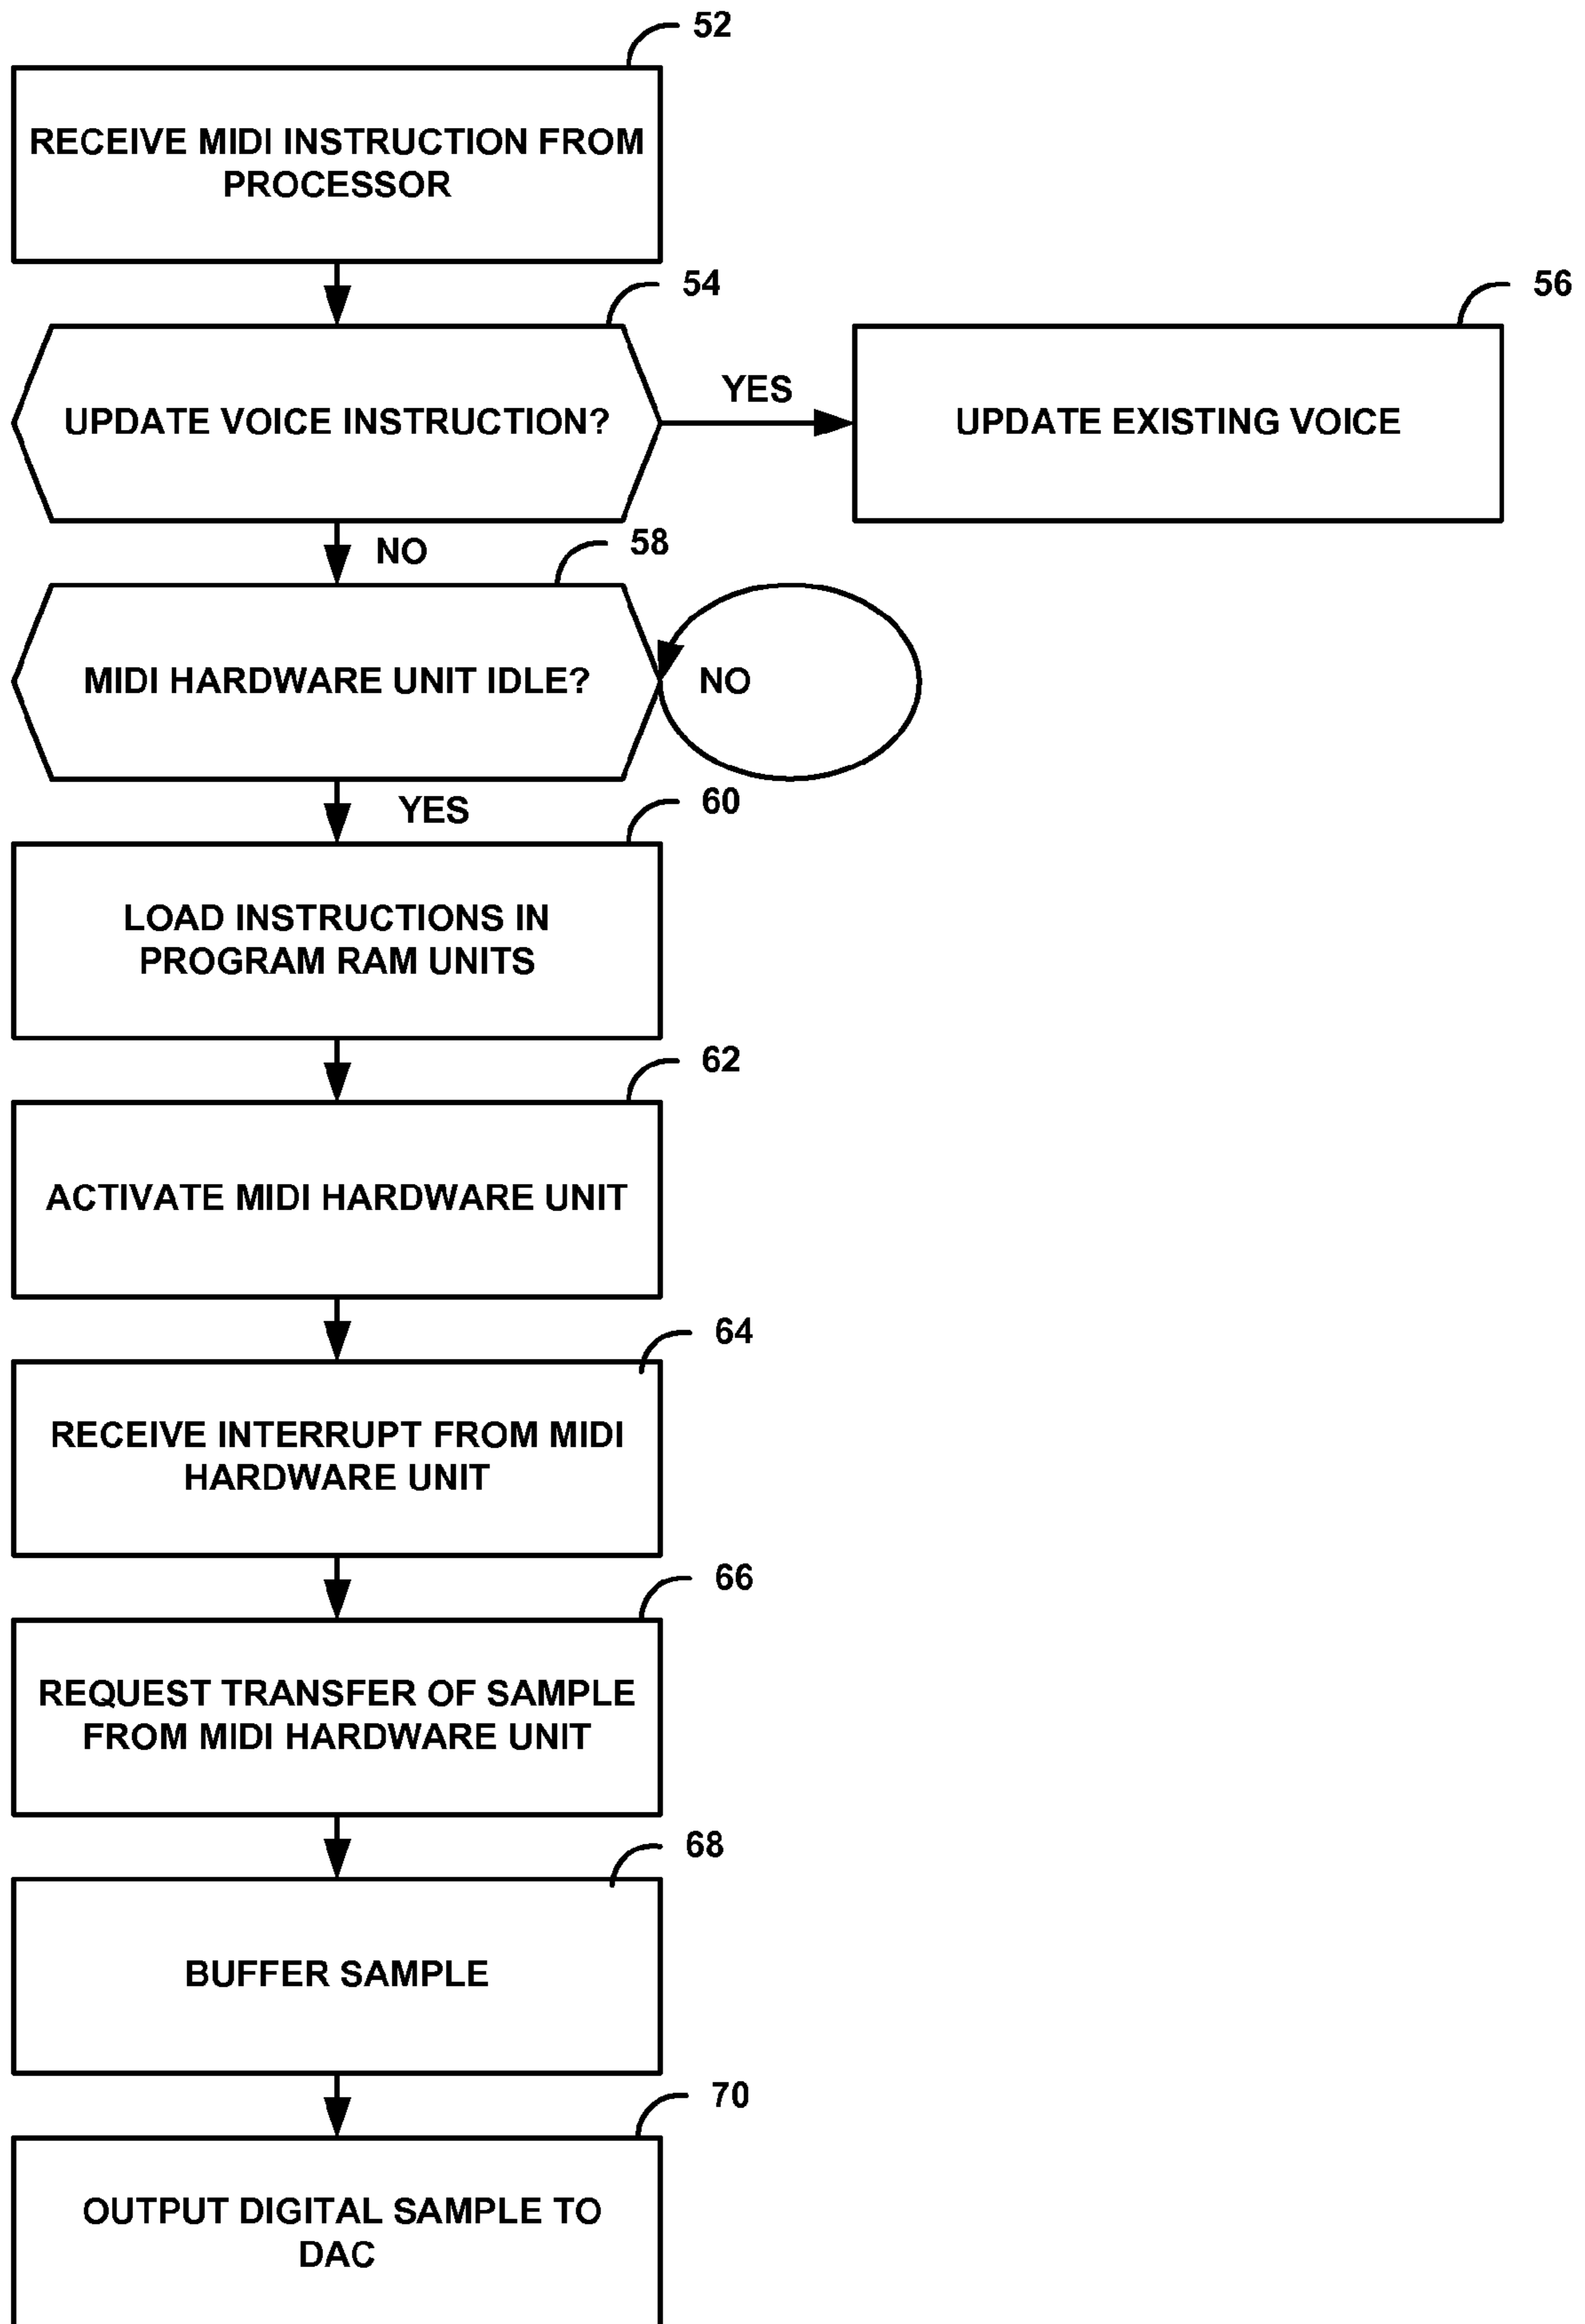 52
RECEIVE MIDI INSTRUCTION FROM
PROCESSOR
54
UPDATE VOICE INSTRUCTION?
YES
56
UPDATE EXISTING VOICE
NO
58
MIDI HARDWARE UNIT IDLE?
NO
YES
60
LOAD INSTRUCTIONS IN
PROGRAM RAM UNITS
62
ACTIVATE MIDI HARDWARE UNIT
64
RECEIVE INTERRUPT FROM MIDI
HARDWARE UNIT
66
REQUEST TRANSFER OF SAMPLE
FROM MIDI HARDWARE UNIT
68
BUFFER SAMPLE
70
OUTPUT DIGITAL SAMPLE TO
DAC